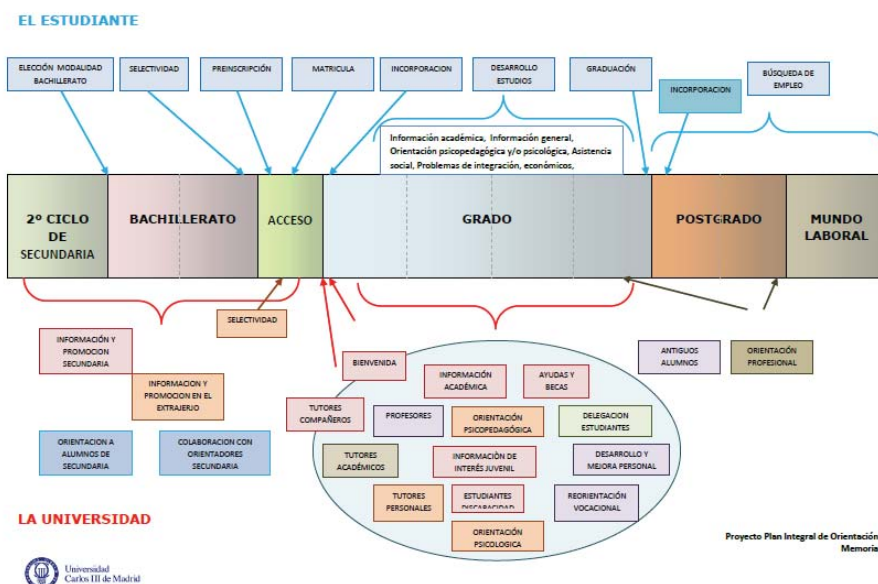 EL ESTUDIANTE
ELECCIÓN MODALIDAD
BACHILLERATO
SELECTIVIDAD
PREINSCRIPCIÓN
MATRICULA
INCORPORACION
DESARROLLO
ESTUDIOS
GRADUACIÓN
INCORPORACION
BÚSQUEDA DE
EMPLEO
Información académica, Información general,
Orientación psicopedagógica y/o psicológica, Asistencia
social, Problemas de integración, económicos,
2º CICLO
DE
SECUNDARIA
BACHILLERATO
ACCESO
GRADO
POSTGRADO
MUNDO
LABORAL
SELECTIVIDAD
INFORMACIÓN Y
PROMOCION
SECUNDARIA
INFORMACION Y
PROMOCION EN EL
EXTRAJERJO
ORIENTACION A
ALUMNOS DE
SECUNDARIA
COLABORACION CON
ORIENTADORES
SECUNDARIA
BIENVENIDA
INFORMACIÓN
ACADÉMICA
AYUDAS Y
BECAS
ANTIGUOS
ALUMNOS
ORIENTACIÓN
PROFESIONAL
TUTORES
COMPAÑEROS
PROFESORES
ORIENTACIÓN
PSICOPEDAGÓGICA
DELEGACION
ESTUDIANTES
TUTORES
ACADÉMICOS
INFORMACIÒN DE
INTERÉS JUVENIL
DESARROLLO Y
MEJORA PERSONAL
TUTORES
PERSONALES
ESTUDIANTES
DISCAPACIDAD
REORIENTACIÓN
VOCACIONAL
ORIENTACIÓN
PSICOLOGICA
LA UNIVERSIDAD
Proyecto Plan Integral de Orientación
Memoria
Universidad
Carlos III de Madrid